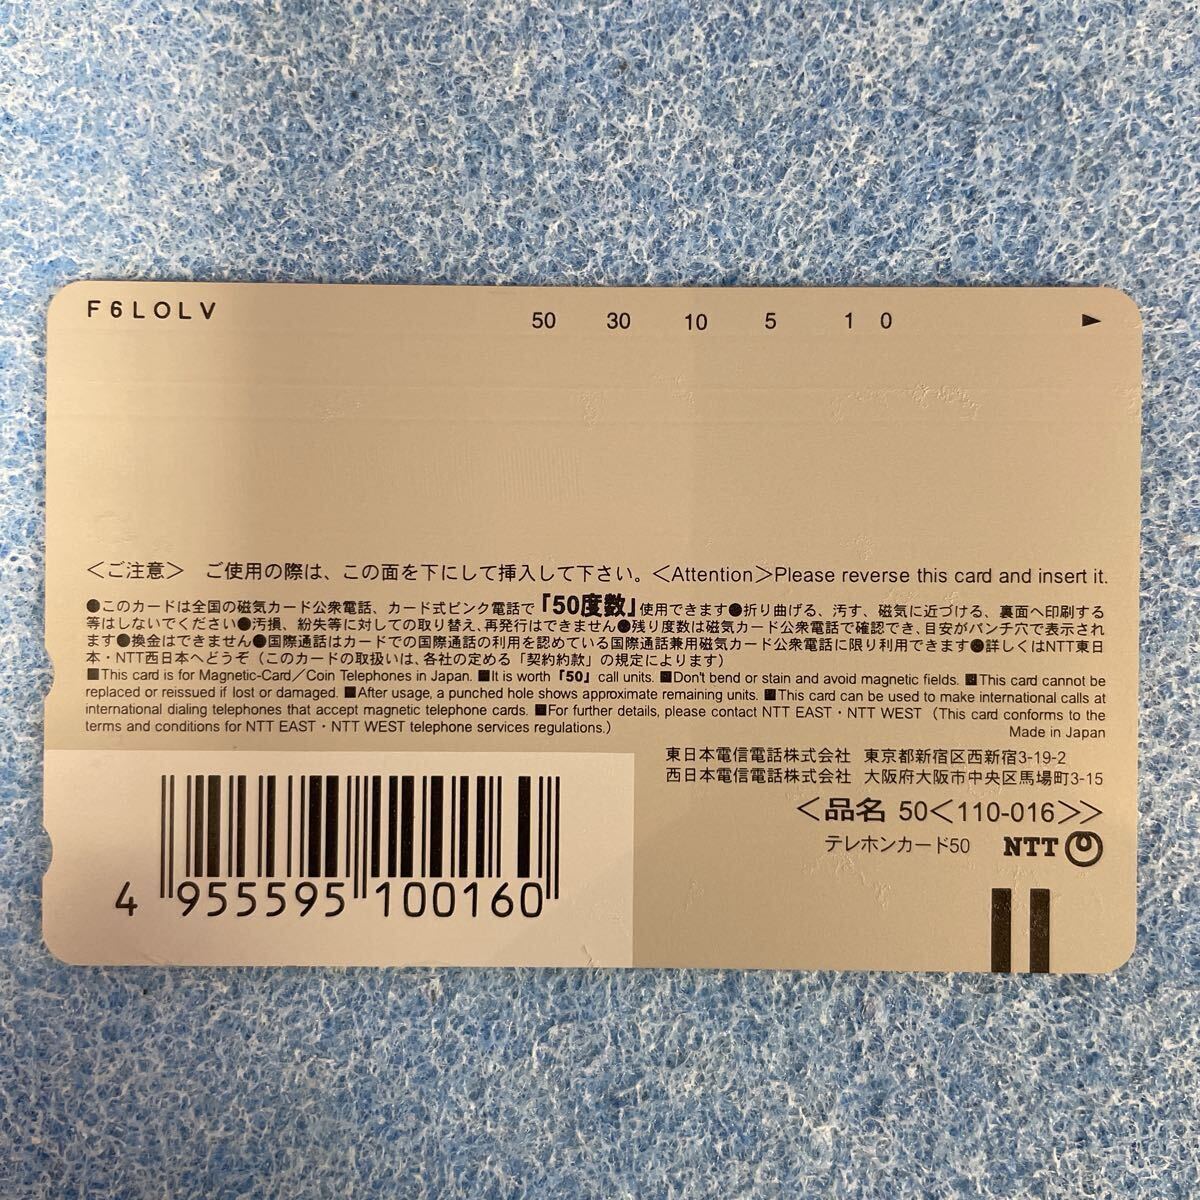 F6LOLV
50 30 10 5 1 0
<ご注意> ご使用の際は、この面を下にして挿入して下さい。<Attention>Please reverse this card and insert it.
●このカードは全国の磁気カード公衆電話、カード式ピンク電話で『50度数』使用できます●折り曲げる、汚す、磁気に近づける、裏面へ印刷する
等はしないでください●汚損、紛失等に対しての取り替え、再発行はできません●残り度数は磁気カード公衆電話で確認でき、目安がパンチ穴で表示され
ます●換金はできません●国際通話はカードでの国際通話の利用を認めている国際通話兼用磁気カード公衆電話に限り利用できます●詳しくはNTT東日
本・NTT西日本へどうぞ（このカードの取扱いは、各社の定める「契約約款」の規定によります）
■This card is for Magnetic-Card／Coin Telephones in Japan. ■It is worth『50』call units. ■Don't bend or stain and avoid magnetic fields. ■This card cannot be
replaced or reissued if lost or damaged. ■After usage, a punched hole shows approximate remaining units. ■This card can be used to make international calls at
international dialing telephones that accept magnetic telephone cards. ■For further details, please contact NTT EAST・NTT WEST（This card conforms to the
terms and conditions for NTT EAST・NTT WEST telephone services regulations.）
Made in Japan
東日本電信電話株式会社 東京都新宿区西新宿3-19-2
西日本電信電話株式会社 大阪府大阪市中央区馬場町3-15
<品名 50<110-016>>
テレホンカード50 NTT
4 955595 100160